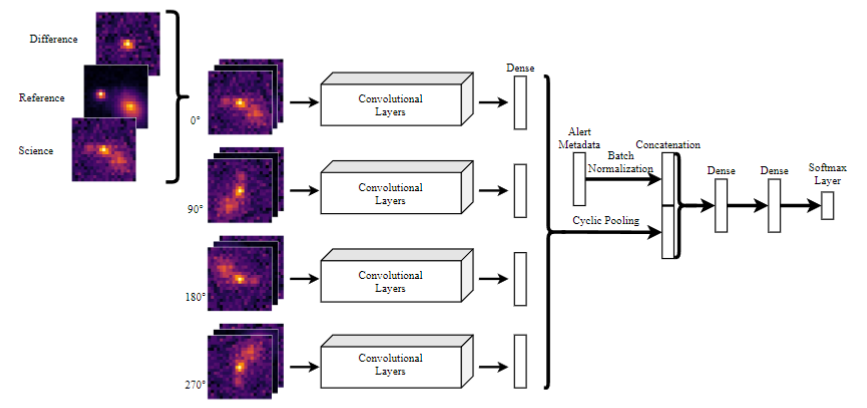 Difference
Reference
Science
0°
90°
180°
270°
Convolutional
Layers
Convolutional
Layers
Convolutional
Layers
Convolutional
Layers
Dense
Alert
Metadata
Batch
Normalization
Concatenation
Cyclic Pooling
Dense
Dense
Softmax
Layer